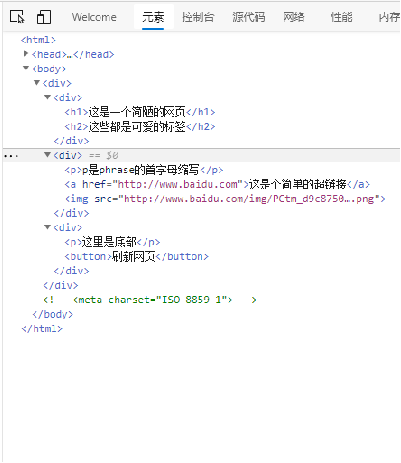 Welcome 元素 控制台 源代码 网络 性能 内存
<html>
<head>…</head>
<body>
<div>
<div>
<h1>这是一个简陋的网页</h1>
<h2>这些都是可爱的标签</h2>
</div>
… <div> == $0
<p>p是phrase的首字母缩写</p>
<a href="http://www.baidu.com">这是个简单的超链接</a>
<img src="http://www.baidu.com/img/PCtm_d9c8750….png">
</div>
<div>
<p>这里是底部</p>
<button>刷新网页</button>
</div>
</div>
<!-- <meta charset="ISO-8859-1"> -->
</body>
</html>